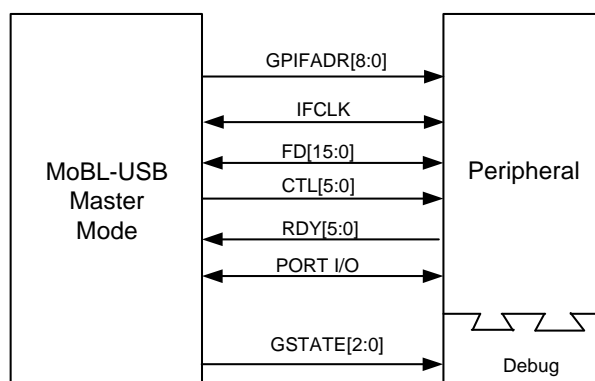 MoBL-USB
Master
Mode
GPIFADR[8:0]
IFCLK
FD[15:0]
CTL[5:0]
RDY[5:0]
PORT I/O
GSTATE[2:0]
Peripheral
Debug